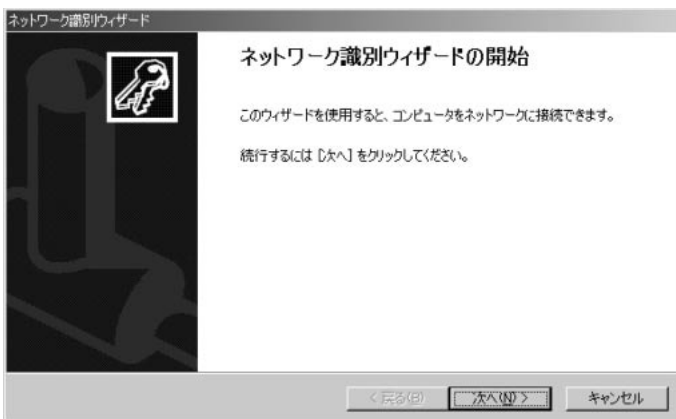 ネットワーク識別ウィザード
ネットワーク識別ウィザードの開始
このウィザードを使用すると、コンピュータをネットワークに接続できます。
続行するには [次へ] をクリックしてください。
< 戻る(B)
次へ(N) >
キャンセル